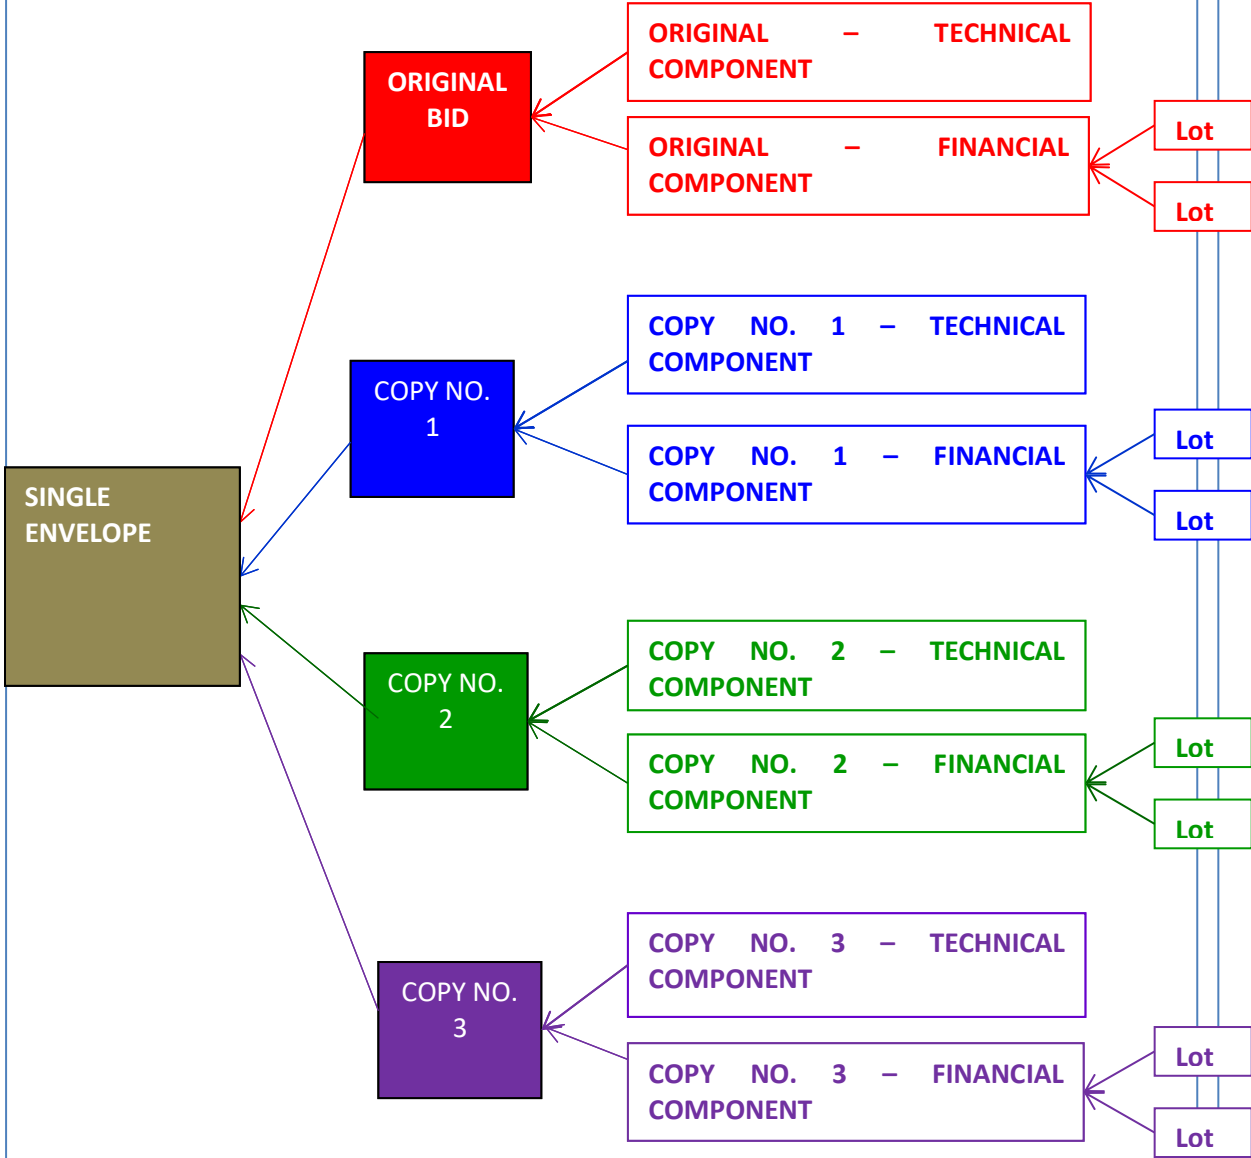 ORIGINAL – TECHNICAL
COMPONENT
ORIGINAL
BID
ORIGINAL – FINANCIAL
COMPONENT
Lot
Lot
COPY NO. 1 – TECHNICAL
COMPONENT
COPY NO.
1
COPY NO. 1 – FINANCIAL
COMPONENT
Lot
Lot
SINGLE
ENVELOPE
COPY NO. 2 – TECHNICAL
COMPONENT
COPY NO.
2
COPY NO. 2 – FINANCIAL
COMPONENT
Lot
Lot
COPY NO. 3 – TECHNICAL
COMPONENT
COPY NO.
3
COPY NO. 3 – FINANCIAL
COMPONENT
Lot
Lot